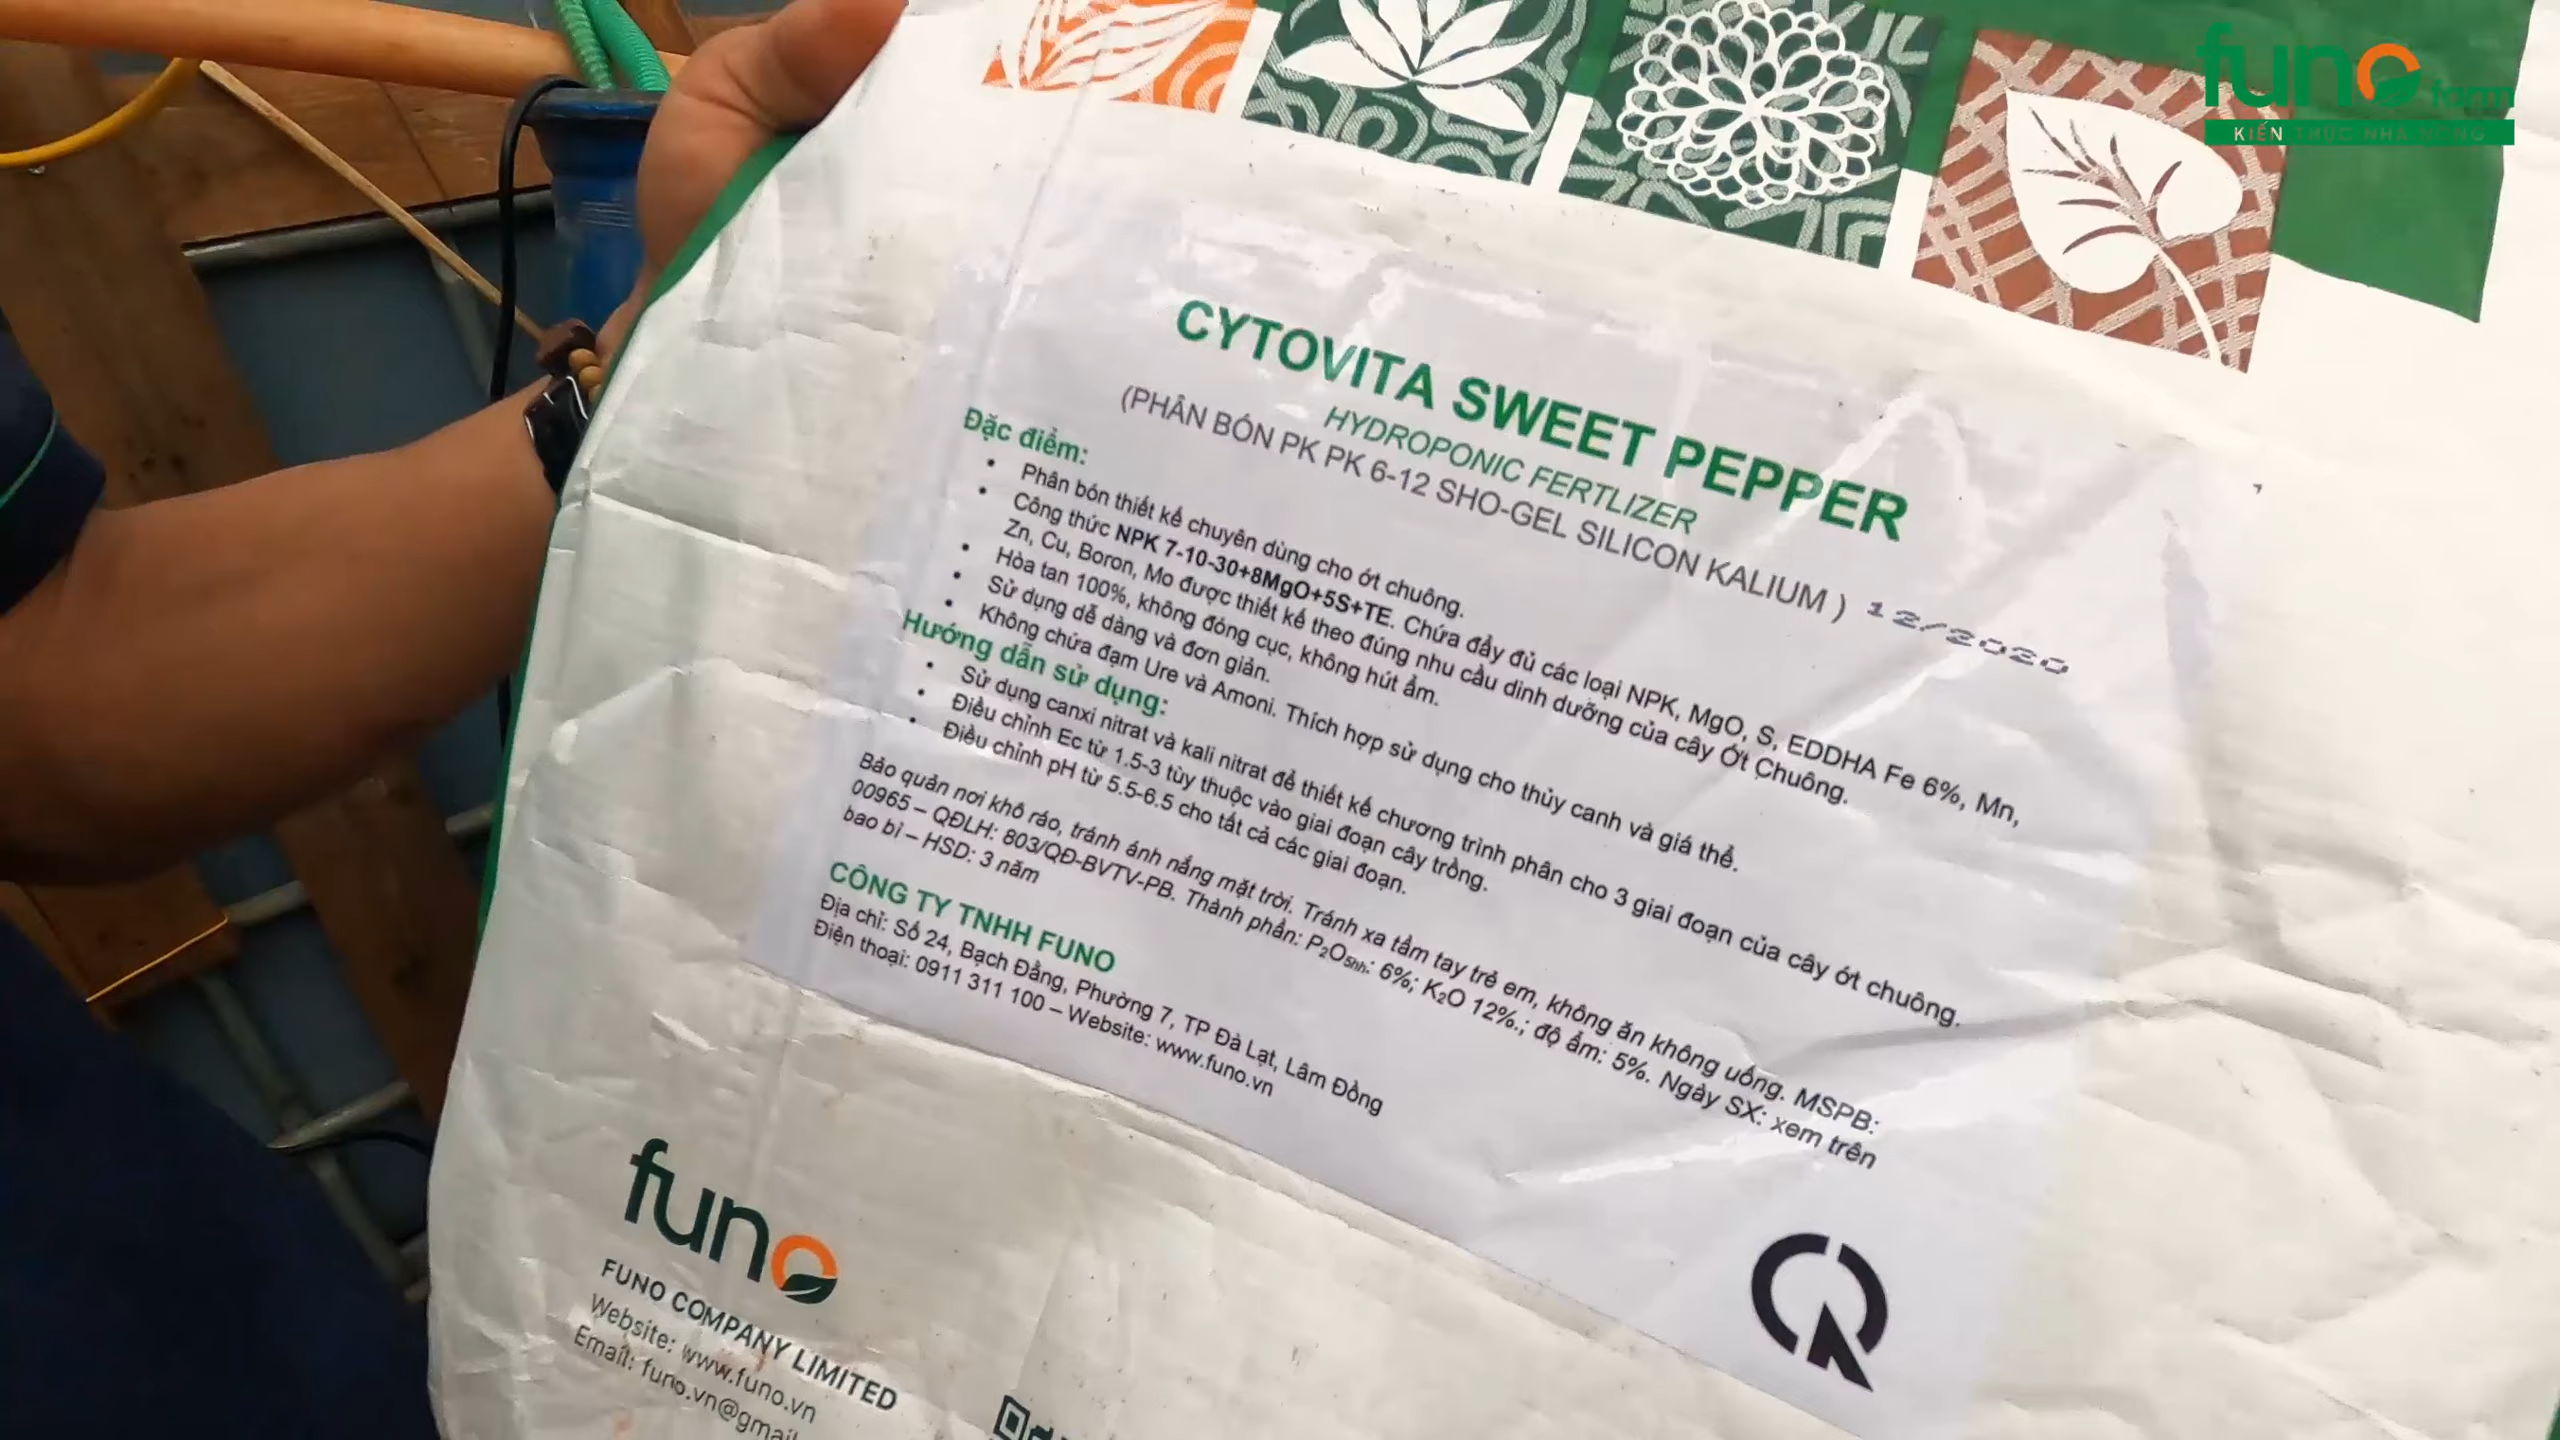 funo farm
KIẾN THỨC NHÀ NÔNG
CYTOVITA SWEET PEPPER
HYDROPONIC FERTLIZER
(PHÂN BÓN PK PK 6-12 SHO-GEL SILICON KALIUM )
12/2020
Đặc điểm:
• Phân bón thiết kế chuyên dùng cho ớt chuông.
• Công thức NPK 7-10-30+8MgO+5S+TE. Chứa đầy đủ các loại NPK, MgO, S, EDDHA Fe 6%, Mn,
Zn, Cu, Boron, Mo được thiết kế theo đúng nhu cầu dinh dưỡng của cây Ớt Chuông.
• Hòa tan 100%, không đóng cục, không hút ẩm.
• Sử dụng dễ dàng và đơn giản.
• Không chứa đạm Ure và Amoni. Thích hợp sử dụng cho thủy canh và giá thể.
Hướng dẫn sử dụng:
• Sử dụng canxi nitrat và kali nitrat để thiết kế chương trình phân cho 3 giai đoạn của cây ớt chuông.
• Điều chỉnh Ec từ 1.5-3 tùy thuộc vào giai đoạn cây trồng.
• Điều chỉnh pH từ 5.5-6.5 cho tất cả các giai đoạn.
Bảo quản nơi khô ráo, tránh ánh nắng mặt trời. Tránh xa tầm tay trẻ em, không ăn không uống. MSPB:
00965 – QĐLH: 803/QĐ-BVTV-PB. Thành phần: P₂O₅hh: 6%; K₂O 12%.; độ ẩm: 5%. Ngày SX: xem trên
bao bì – HSD: 3 năm
CÔNG TY TNHH FUNO
Địa chỉ: Số 24, Bạch Đằng, Phường 7, TP Đà Lạt, Lâm Đồng
Điện thoại: 0911 311 100 – Website: www.funo.vn
funo
FUNO COMPANY LIMITED
Website: www.funo.vn
Email: funo.vn@gmai